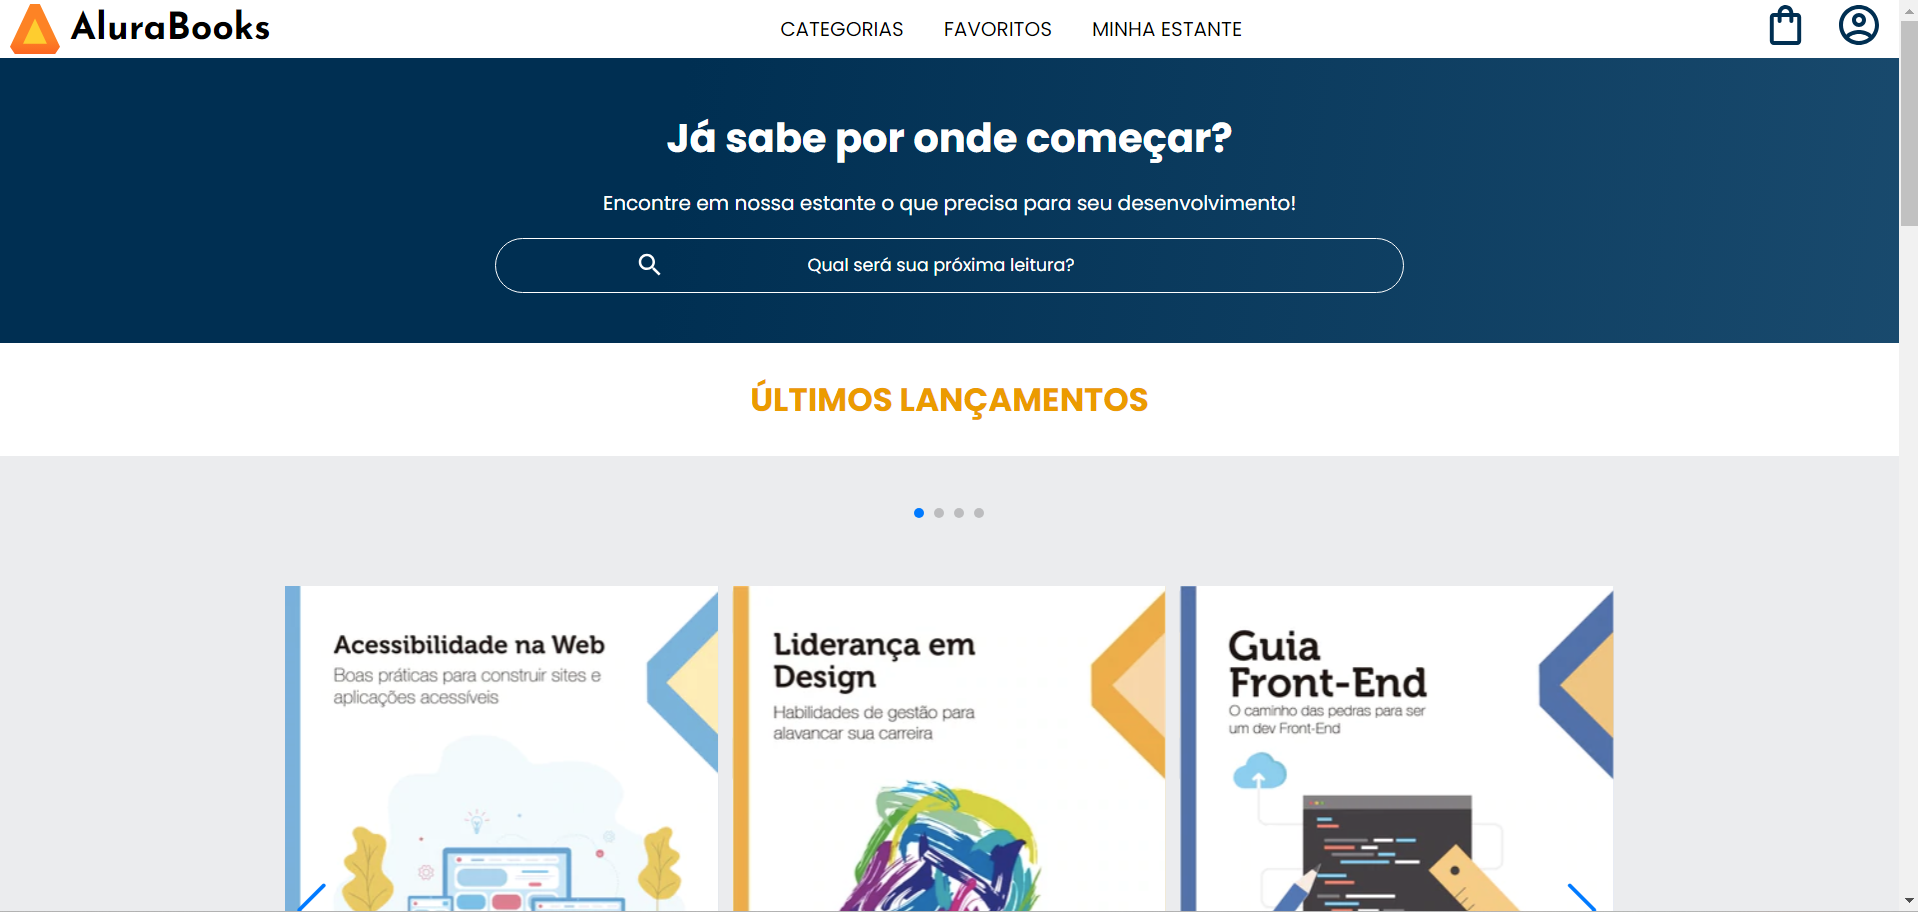 AluraBooks
CATEGORIAS FAVORITOS MINHA ESTANTE
Já sabe por onde começar?
Encontre em nossa estante o que precisa para seu desenvolvimento!
Qual será sua próxima leitura?
ÚLTIMOS LANÇAMENTOS
Acessibilidade na Web
Boas práticas para construir sites e
aplicações acessíveis
Liderança em
Design
Habilidades de gestão para
alavancar sua carreira
Guia
Front-End
O caminho das pedras para ser
um dev Front-End